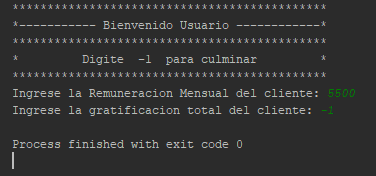 *******************************************
*----------- Bienvenido Usuario ------------*
*******************************************
* Digite -1 para culminar *
*******************************************
Ingrese la Remuneracion Mensual del cliente: 5500
Ingrese la gratificacion total del cliente: -1
Process finished with exit code 0